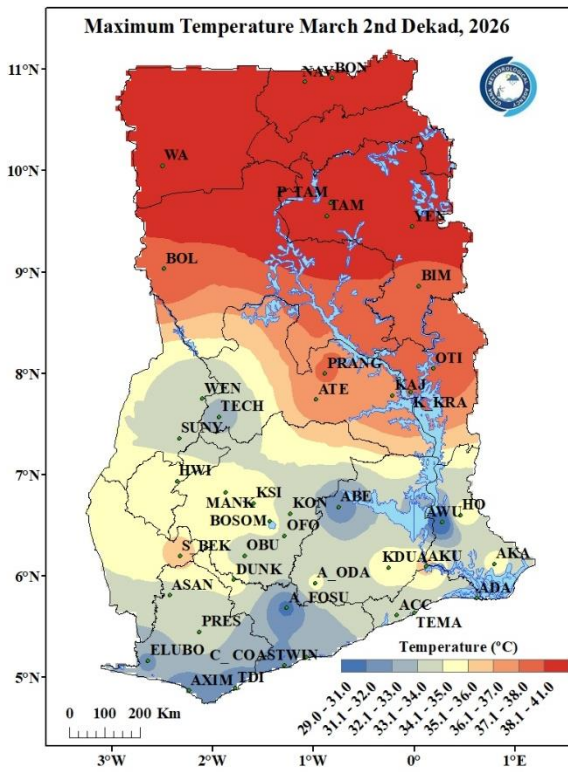 Maximum Temperature March 2nd Dekad, 2026
11°N
10°N
9°N
8°N
7°N
6°N
5°N
NAV BON
WA
P_TAM
TAM
YEN
BOL
BIM
PRANG
OTI
ATE
KAJ
K_KRA
WEN
TECH
SUNY
HWI
MANK
KSI
KON
ABE
HO
BOSOM
OFO
AWU
S_BEK
OBU
KDUA
AKU
AKA
DUNK
A_ODA
ASAN
A_FOSU
ADA
ACC
PRES
TEMA
ELUBO
C_COAST
WIN
AXIM
TDI
Temperature (°C)
29.0 - 31.0
31.1 - 32.0
32.1 - 33.0
33.1 - 34.0
34.1 - 35.0
35.1 - 36.0
36.1 - 37.0
37.1 - 38.0
38.1 - 41.0
0 100 200 Km
3°W
2°W
1°W
0°
1°E